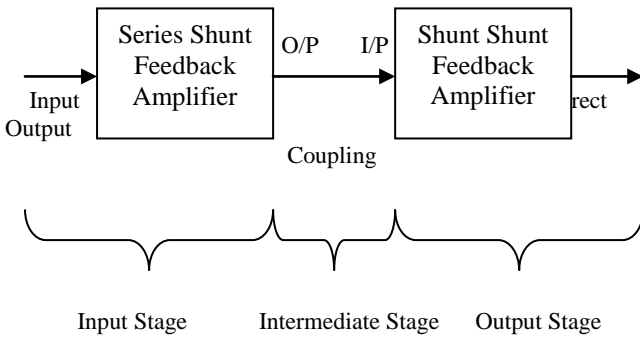 Series Shunt
Feedback
Amplifier
O/P
I/P
Shunt Shunt
Feedback
Amplifier
Input
rect
Output
Coupling
Input Stage
Intermediate Stage
Output Stage